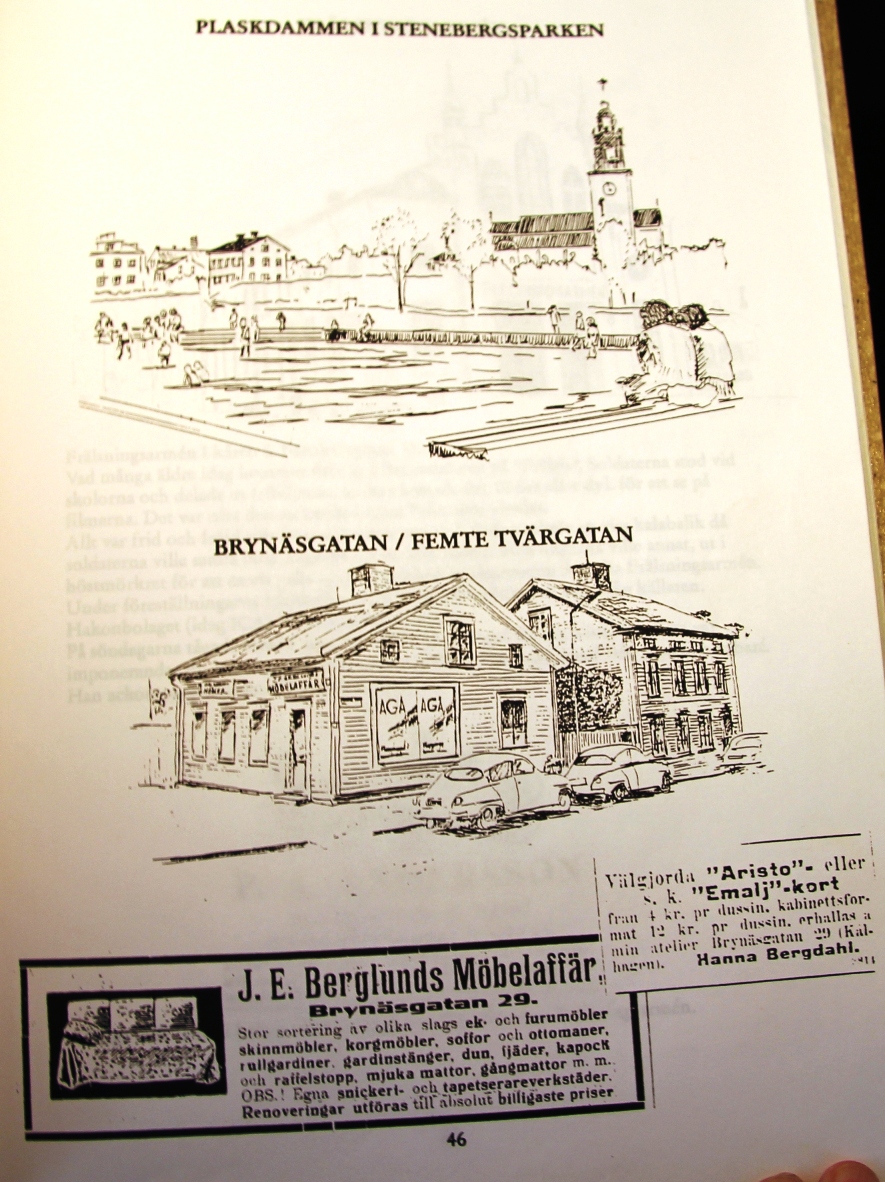 PLASKDAMMEN I STENEBERGSPARKEN
BRYNÄSGATAN / FEMTE TVÄRGATAN
MÖBELAFFÄR
AGA AGA
Välgjorda "Aristo"- eller
s. k. "Emalj"-kort
från 4 kr. pr dussin. kabinettsfor-
mat 12 kr. pr dussin. erhållas å
min atelier Brynäsgatan 29 (Kal-
hagen). Hanna Bergdahl.
J. E. Berglunds Möbelaffär,
Brynäsgatan 29.
Stor sortering av olika slags ek- och furumöbler
skinnmöbler, korgmöbler, soffor och ottomaner,
rullgardiner, gardinstänger, dun, fjäder, kapock
och raffelstopp, mjuka mattor, gångmattor m. m.
OBS.! Egna snickeri- och tapetserareverkstäder.
Renoveringar utföras till absolut billigaste priser
46